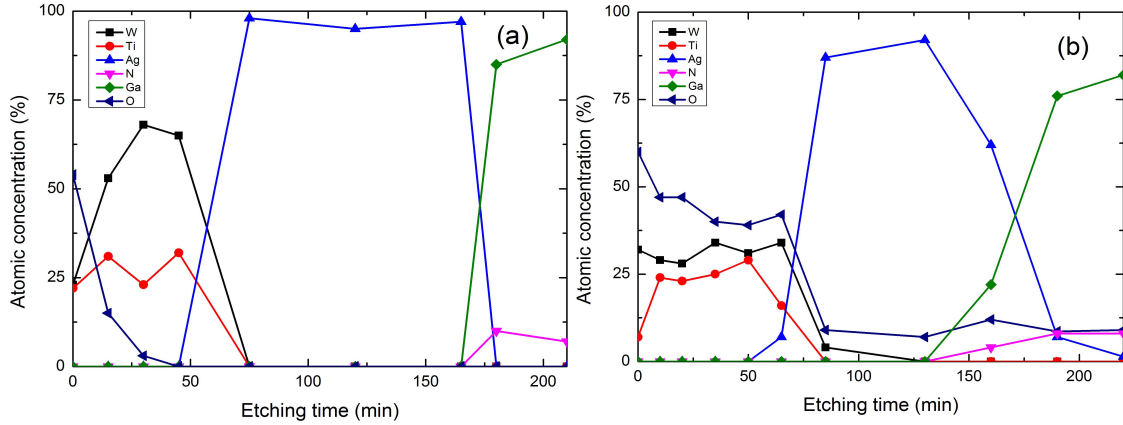 100
75
50
25
0
Atomic concentration (%)
W
Ti
Ag
N
Ga
O
(a)
0
50
100
150
200
Etching time (min)
100
75
50
25
0
Atomic concentration (%)
W
Ti
Ag
N
Ga
O
(b)
0
50
100
150
200
Etching time (min)